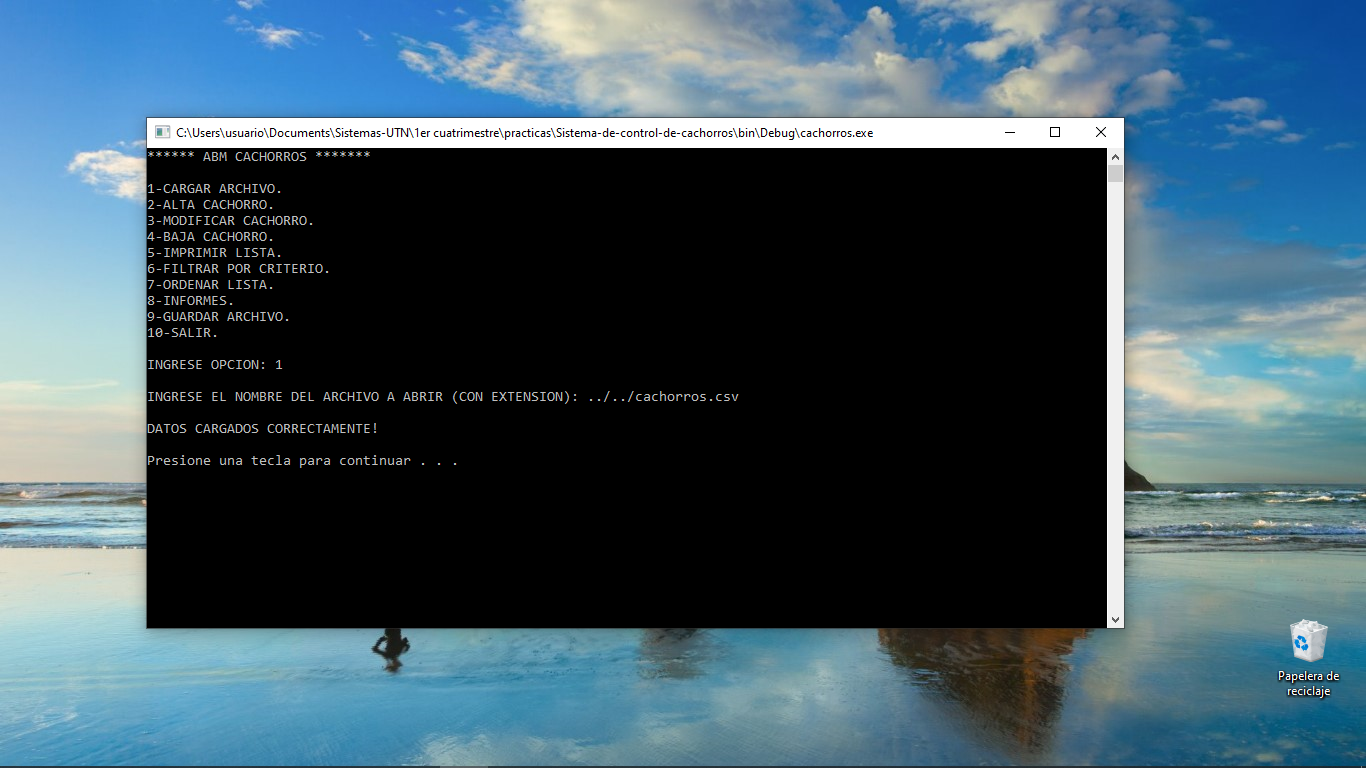 C:\Users\usuario\Documents\Sistemas-UTN\1er cuatrimestre\practicas\Sistema-de-control-de-cachorros\bin\Debug\cachorros.exe
****** ABM CACHORROS *******
1-CARGAR ARCHIVO.
2-ALTA CACHORRO.
3-MODIFICAR CACHORRO.
4-BAJA CACHORRO.
5-IMPRIMIR LISTA.
6-FILTRAR POR CRITERIO.
7-ORDENAR LISTA.
8-INFORMES.
9-GUARDAR ARCHIVO.
10-SALIR.
INGRESE OPCION: 1
INGRESE EL NOMBRE DEL ARCHIVO A ABRIR (CON EXTENSION): ../../cachorros.csv
DATOS CARGADOS CORRECTAMENTE!
Presione una tecla para continuar . . .
Papelera de
reciclaje